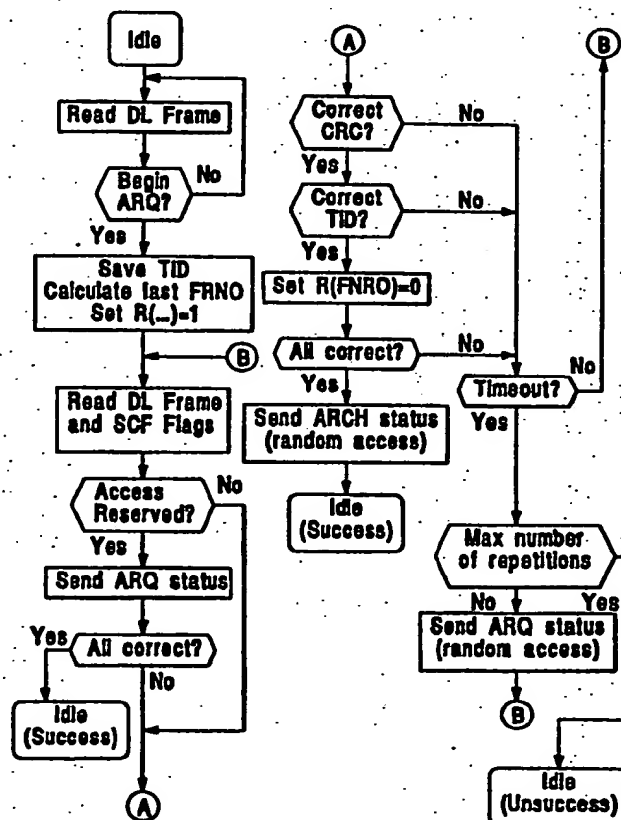 Idle
Read DL Frame
Begin
ARQ?
No
Yes
Save TID
Calculate last FRNO
Set R(...)=1
B
Read DL Frame
and SCF Flags
Access
Reserved?
No
Yes
Send ARQ status
Yes
All correct?
No
Idle
(Success)
A
A
Correct
CRC?
No
Yes
Correct
TID?
No
Yes
Set R(FNRO)=0
All correct?
No
Yes
Send ARCH status
(random access)
Idle
(Success)
B
Timeout?
No
Yes
Max number
of repetitions
No
Yes
Send ARQ status
(random access)
B
Idle
(Unsuccess)